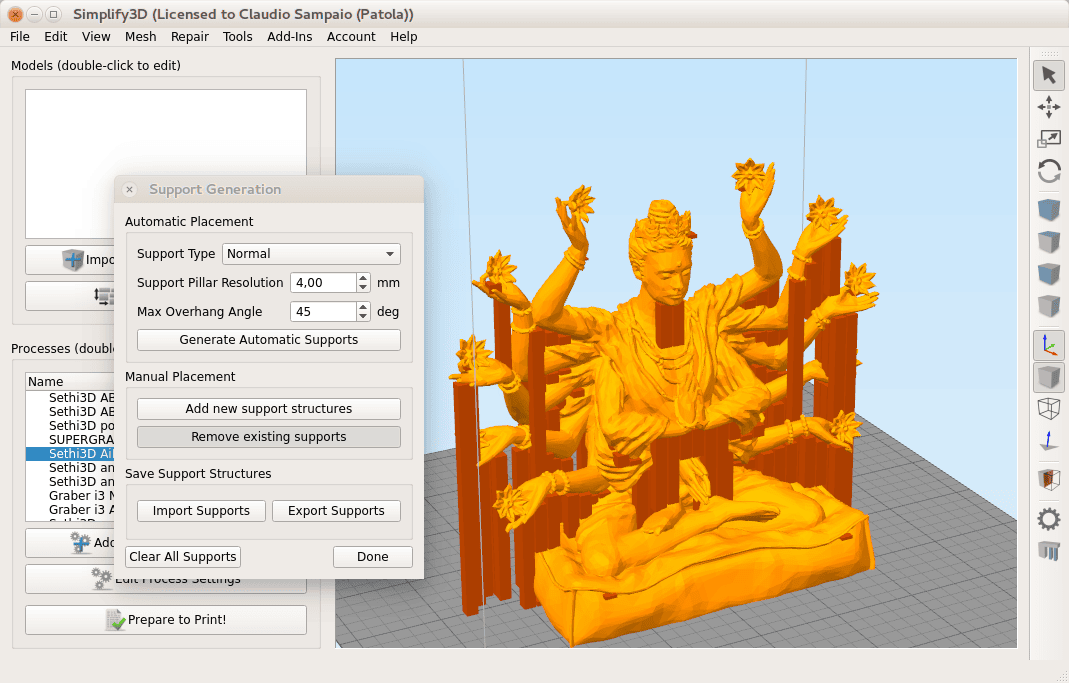 Simplify3D (Licensed to Claudio Sampaio (Patola))
File Edit View Mesh Repair Tools Add-Ins Account Help
Models (double-click to edit)
Support Generation
Automatic Placement
Support Type Normal
Support Pillar Resolution 4,00 mm
Max Overhang Angle 45 deg
Generate Automatic Supports
Manual Placement
Add new support structures
Remove existing supports
Save Support Structures
Import Supports Export Supports
Clear All Supports Done
Impo
Processes (doubl
Name
Sethi3D AB
Sethi3D AB
Sethi3D po
SUPERGRA
Sethi3D Ai
Sethi3D an
Sethi3D an
Graber i3 N
Graber i3 A
Add
Edit Process Settings
Prepare to Print!